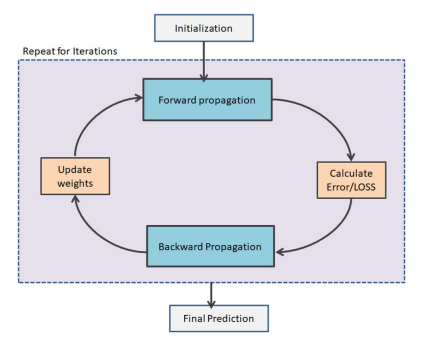 Initialization
Repeat for Iterations
Forward propagation
Update
weights
Calculate
Error/LOSS
Backward Propagation
Final Prediction